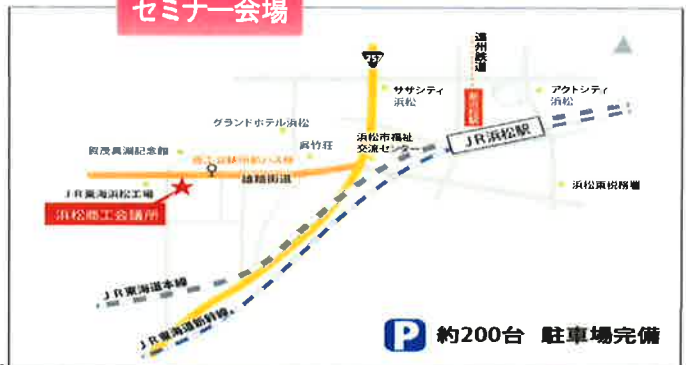 セミナー会場
257
遠州鉄道
ササシティ
浜松
アクトシティ
浜松
グランドホテル浜松
浜松市福祉
交流センター
JR浜松駅
賀茂真淵記念館
呉竹荘
雄踏街道
JR東海浜松工場
浜松東税務署
浜松商工会議所
JR東海道本線
JR東海道新幹線
P 約200台 駐車場完備